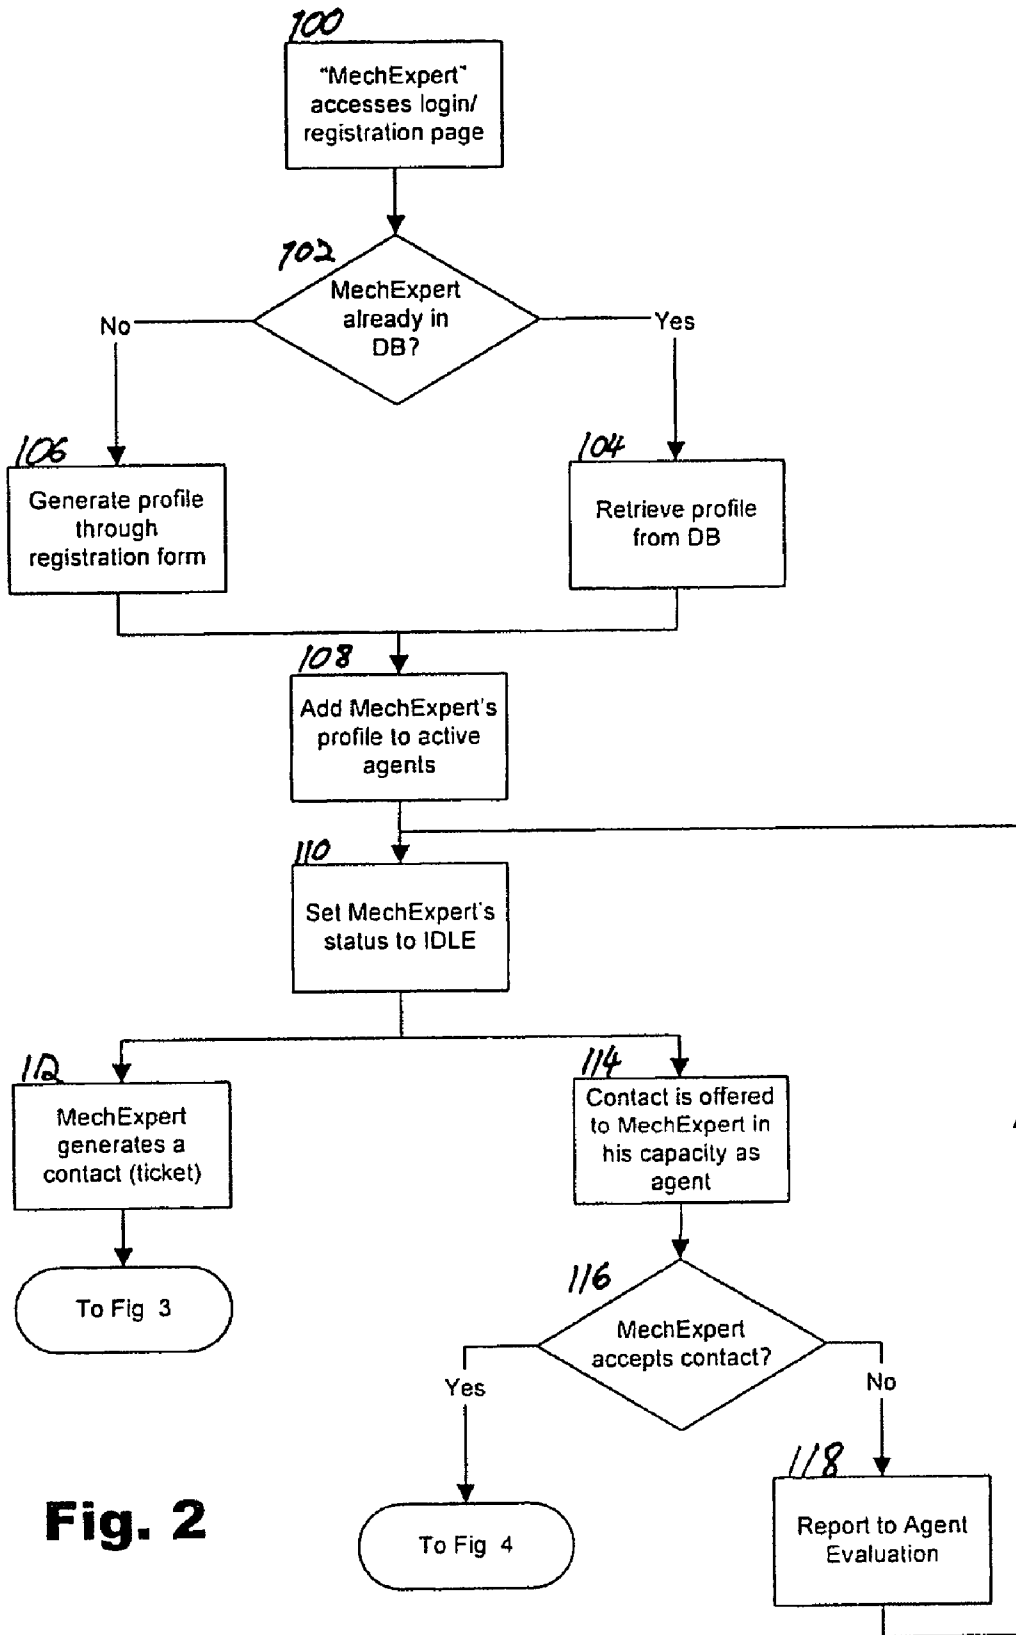 100
"MechExpert"
accesses login/
registration page
102
MechExpert
already in
DB?
No
Yes
106
Generate profile
through
registration form
104
Retrieve profile
from DB
108
Add MechExpert's
profile to active
agents
110
Set MechExpert's
status to IDLE
112
MechExpert
generates a
contact (ticket)
114
Contact is offered
to MechExpert in
his capacity as
agent
To Fig 3
116
MechExpert
accepts contact?
Yes
No
118
Report to Agent
Evaluation
To Fig 4
Fig. 2